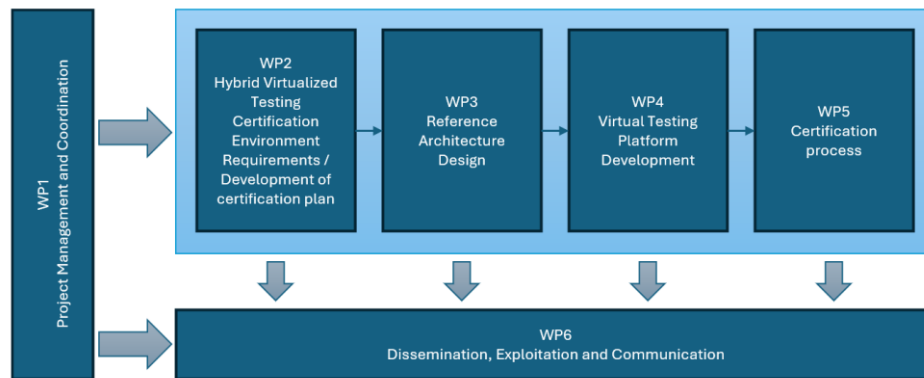 WP1
Project Management and Coordination
WP2
Hybrid Virtualized
Testing
Certification
Environment
Requirements /
Development of
certification plan
WP3
Reference
Architecture
Design
WP4
Virtual Testing
Platform
Development
WP5
Certification
process
WP6
Dissemination, Exploitation and Communication